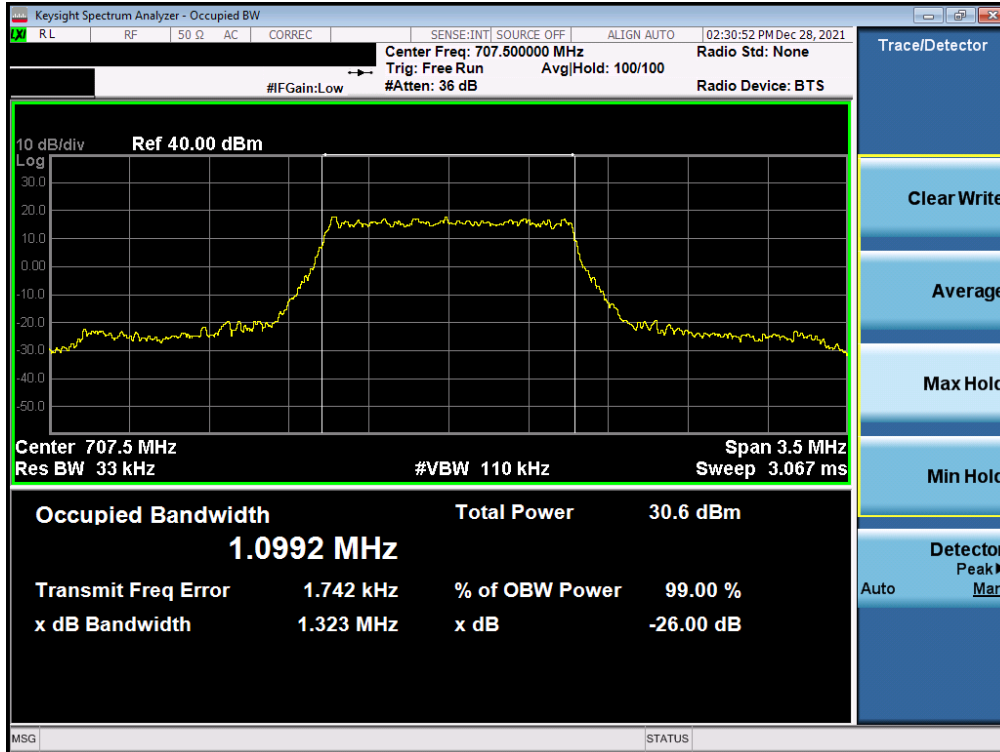 Keysight Spectrum Analyzer - Occupied BW
LXI RL RF 50 Ω AC CORREC SENSE:INT SOURCE OFF ALIGN AUTO 02:30:52 PM Dec 28, 2021
Center Freq: 707.500000 MHz Radio Std: None
Trig: Free Run Avg|Hold: 100/100
#IFGain:Low #Atten: 36 dB Radio Device: BTS
10 dB/div Ref 40.00 dBm
Log
30.0
20.0
10.0
0.00
-10.0
-20.0
-30.0
-40.0
-50.0
Center 707.5 MHz Span 3.5 MHz
Res BW 33 kHz #VBW 110 kHz Sweep 3.067 ms
Occupied Bandwidth Total Power 30.6 dBm
1.0992 MHz
Transmit Freq Error 1.742 kHz % of OBW Power 99.00 %
x dB Bandwidth 1.323 MHz x dB -26.00 dB
MSG STATUS
Trace/Detector
Clear Write
Average
Max Hold
Min Hold
Detector
Peak
Auto Man